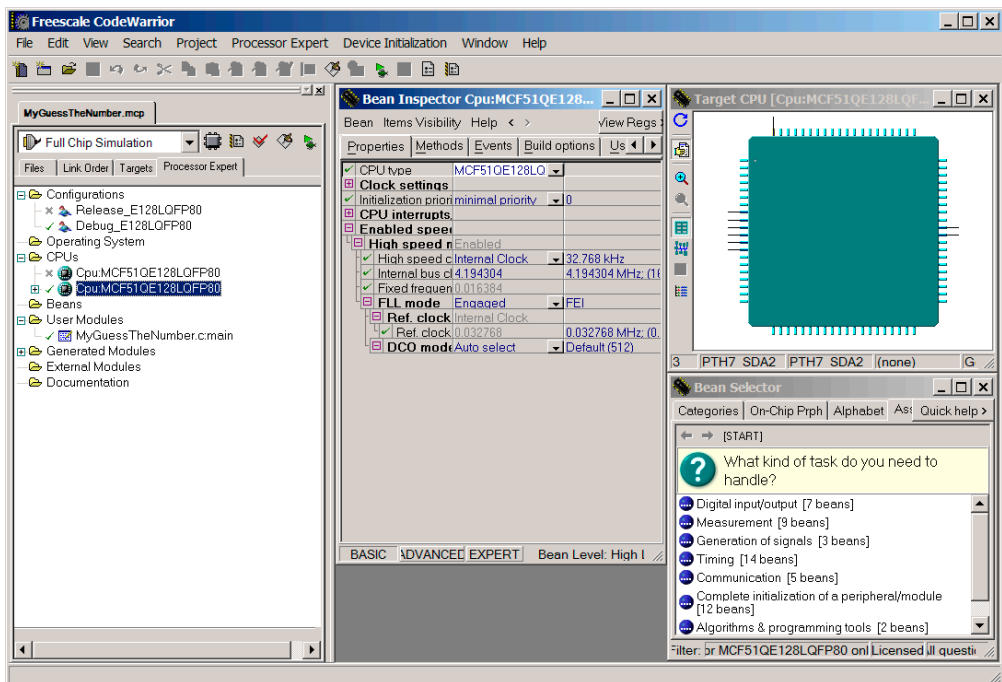 Freescale CodeWarrior
File Edit View Search Project Processor Expert Device Initialization Window Help
MyGuessTheNumber.mcp
Full Chip Simulation
Files Link Order Targets Processor Expert
Configurations
Release_E128LQFP80
Debug_E128LQFP80
Operating System
CPUs
Cpu:MCF51QE128LQFP80
Cpu:MCF51QE128LQFP80
Beans
User Modules
MyGuessTheNumber.c:main
Generated Modules
External Modules
Documentation
Bean Inspector Cpu:MCF51QE128...
Bean Items Visibility Help < > View Regs
Properties Methods Events Build options Us
CPU type MCF51QE128LQ
Clock settings
Initialization priori minimal priority 0
CPU interrupts,
Enabled speed
High speed m Enabled
High speed c Internal Clock 32.768 kHz
Internal bus cl 4.194304 4.194304 MHz; (16
Fixed frequen 0.016384
FLL mode Engaged FEI
Ref. clock Internal Clock
Ref. clock 0.032768 0.032768 MHz; (0.
DCO mode Auto select Default (512)
BASIC ADVANCED EXPERT Bean Level: High L
Target CPU [Cpu:MCF51QE128LQF...
3 PTH7_SDA2 PTH7_SDA2 (none) G
Bean Selector
Categories On-Chip Prph Alphabet Ass Quick help >
[START]
What kind of task do you need to
handle?
Digital input/output [7 beans]
Measurement [9 beans]
Generation of signals [3 beans]
Timing [14 beans]
Communication [5 beans]
Complete initialization of a peripheral/module
[12 beans]
Algorithms & programming tools [2 beans]
Filter: or MCF51QE128LQFP80 onl Licensed ll questi